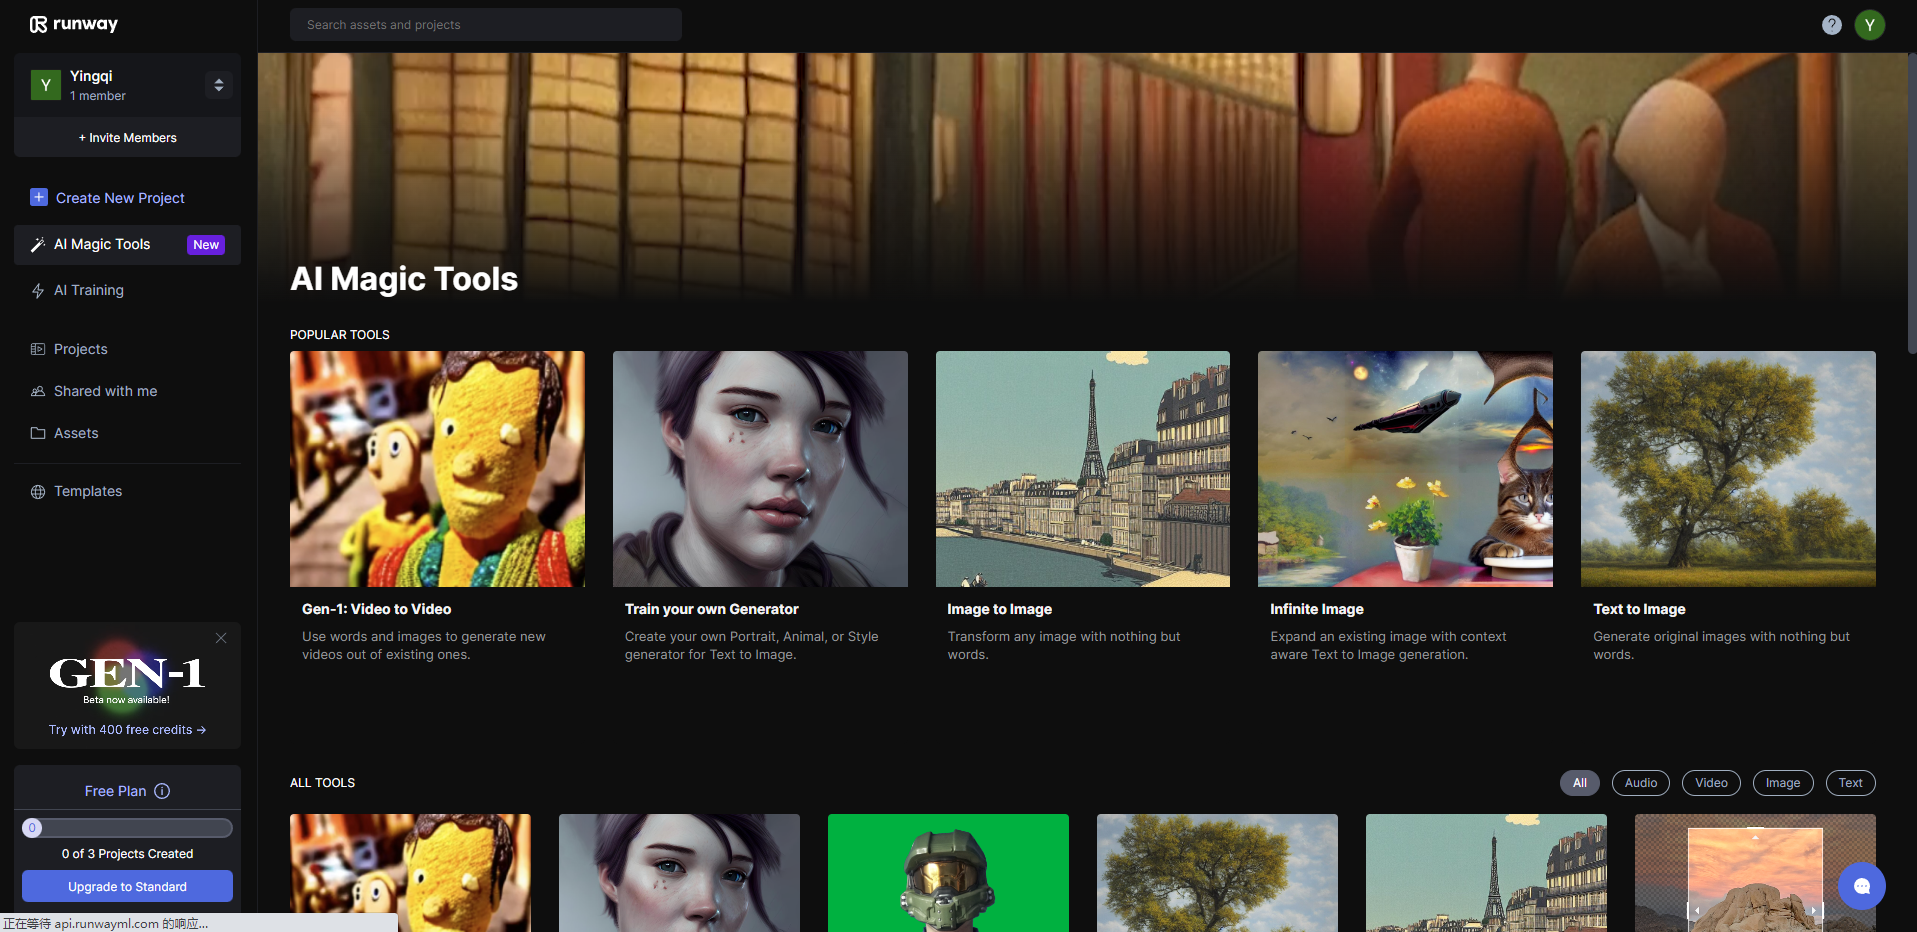 runway
Search assets and projects
?
Y
Y
Yingqi
1 member
+ Invite Members
Create New Project
AI Magic Tools
New
AI Training
Projects
Shared with me
Assets
Templates
GEN-1
Beta now available!
Try with 400 free credits →
Free Plan
0
0 of 3 Projects Created
Upgrade to Standard
正在等待 api.runwayml.com 的响应...
AI Magic Tools
POPULAR TOOLS
Gen-1: Video to Video
Use words and images to generate new
videos out of existing ones.
Train your own Generator
Create your own Portrait, Animal, or Style
generator for Text to Image.
Image to Image
Transform any image with nothing but
words.
Infinite Image
Expand an existing image with context
aware Text to Image generation.
Text to Image
Generate original images with nothing but
words.
ALL TOOLS
All
Audio
Video
Image
Text